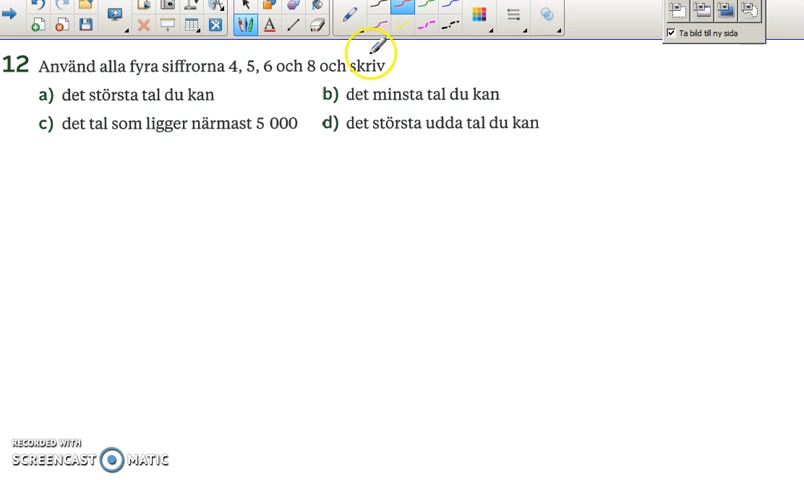 Ta bild till ny sida
12 Använd alla fyra siffrorna 4, 5, 6 och 8 och skriv
a) det största tal du kan
b) det minsta tal du kan
c) det tal som ligger närmast 5 000
d) det största udda tal du kan
RECORDED WITH
SCREENCAST MATIC